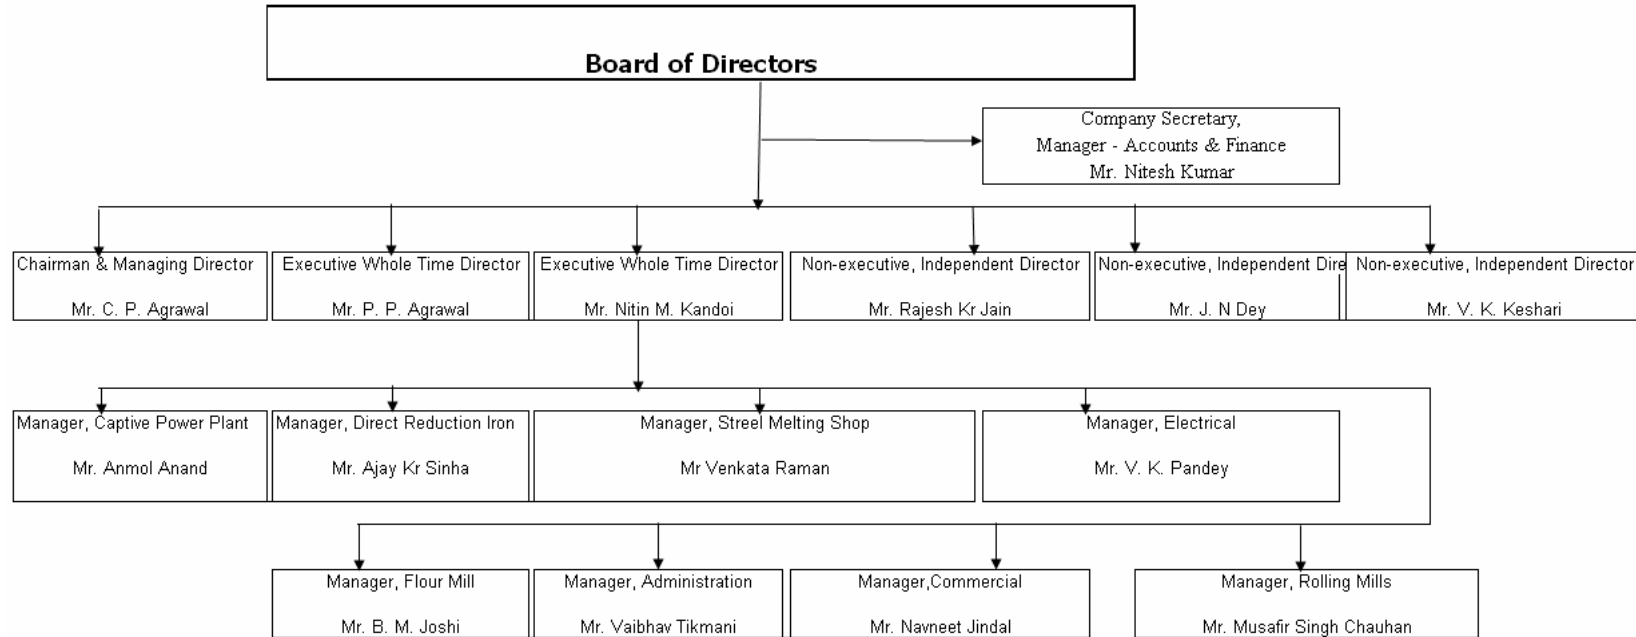 Board of Directors
Company Secretary,
Manager - Accounts & Finance
Mr. Nitesh Kumar
Chairman & Managing Director
Mr. C. P. Agrawal
Executive Whole Time Director
Mr. P. P. Agrawal
Executive Whole Time Director
Mr. Nitin M. Kandoi
Non-executive, Independent Director
Mr. Rajesh Kr Jain
Non-executive, Independent Dire
Mr. J. N Dey
Non-executive, Independent Director
Mr. V. K. Keshari
Manager, Captive Power Plant
Mr. Anmol Anand
Manager, Direct Reduction Iron
Mr. Ajay Kr Sinha
Manager, Streel Melting Shop
Mr Venkata Raman
Manager, Electrical
Mr. V. K. Pandey
Manager, Flour Mill
Mr. B. M. Joshi
Manager, Administration
Mr. Vaibhav Tikmani
Manager,Commercial
Mr. Navneet Jindal
Manager, Rolling Mills
Mr. Musafir Singh Chauhan